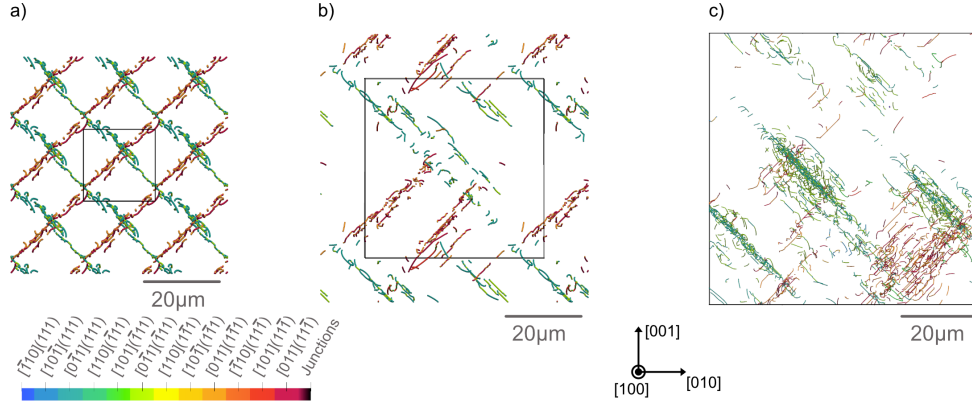 a)
b)
c)
20µm
20µm
20µm
[1̄10](111)
[101̄](111)
[01̄1](111)
[110](1̄11)
[101](1̄11)
[01̄1](1̄11)
[110](11̄1)
[101̄](11̄1)
[011](11̄1)
[1̄10](111̄)
[101](111̄)
[011](111̄)
Junctions
[001]
[100]
[010]